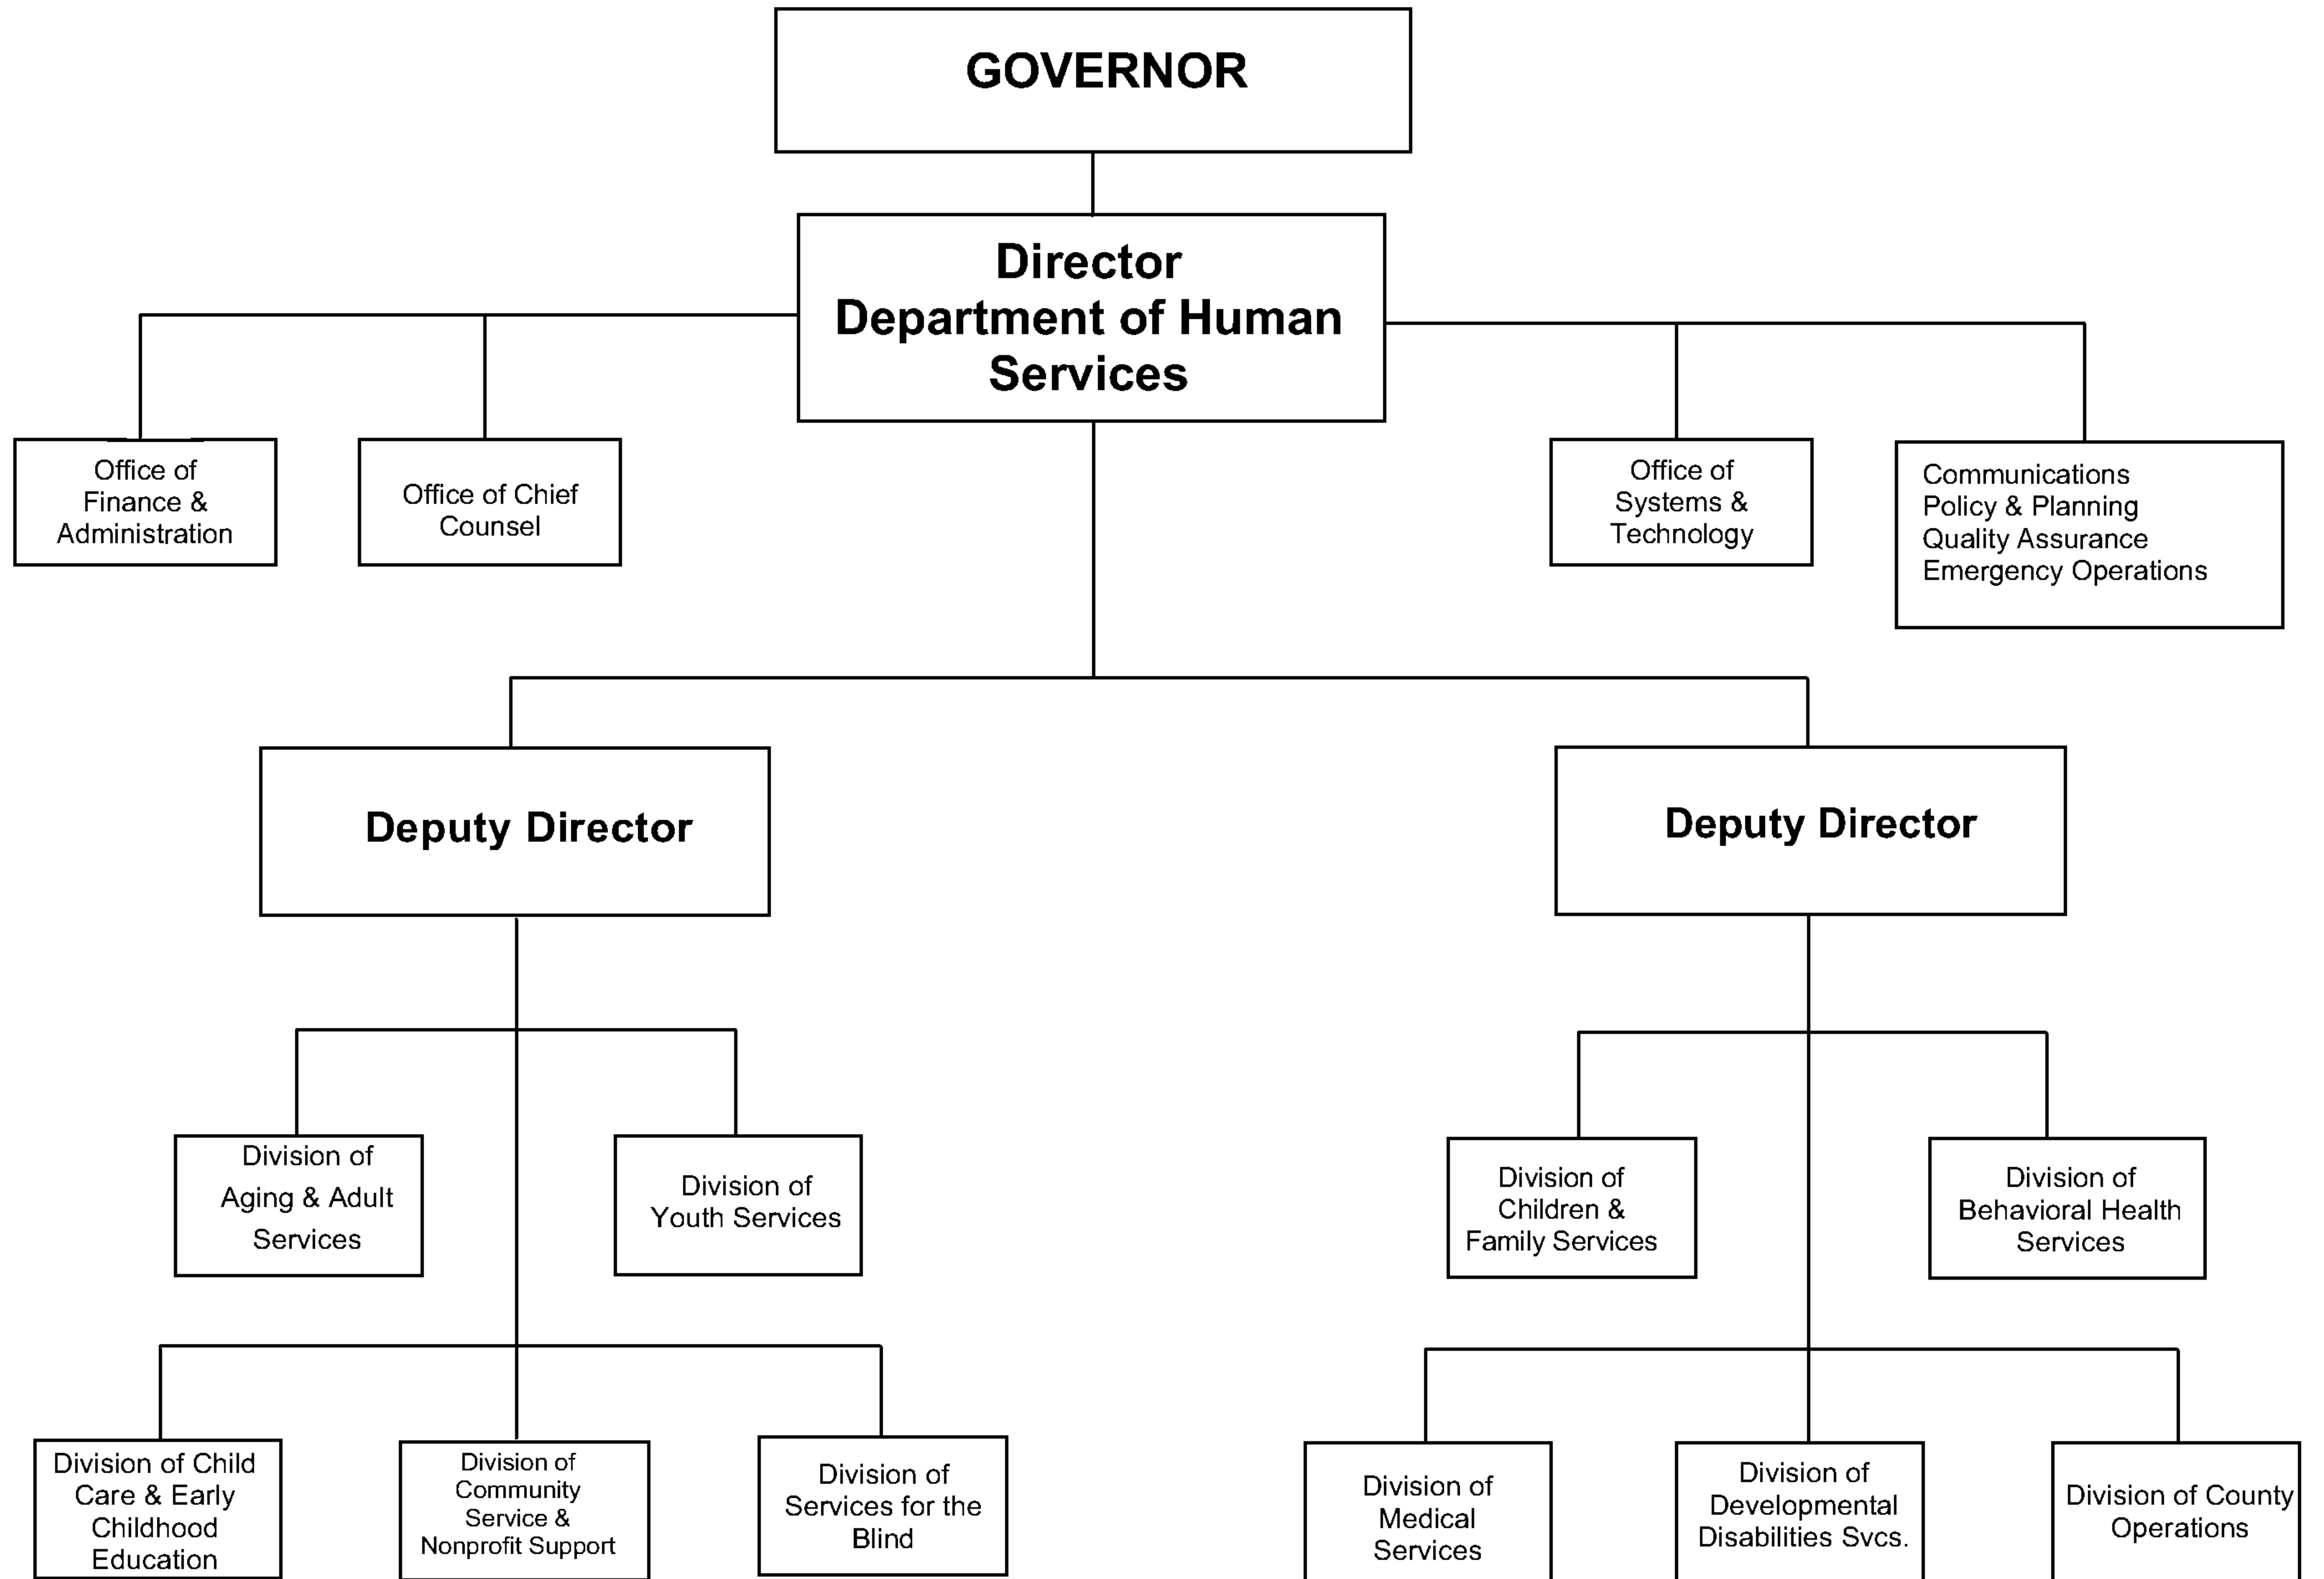 GOVERNOR
Director
Department of Human
Services
Office of
Finance &
Administration
Office of Chief
Counsel
Office of
Systems &
Technology
Communications
Policy & Planning
Quality Assurance
Emergency Operations
Deputy Director
Deputy Director
Division of
Aging & Adult
Services
Division of
Youth Services
Division of
Children &
Family Services
Division of
Behavioral Health
Services
Division of Child
Care & Early
Childhood
Education
Division of
Community
Service &
Nonprofit Support
Division of
Services for the
Blind
Division of
Medical
Services
Division of
Developmental
Disabilities Svcs.
Division of County
Operations